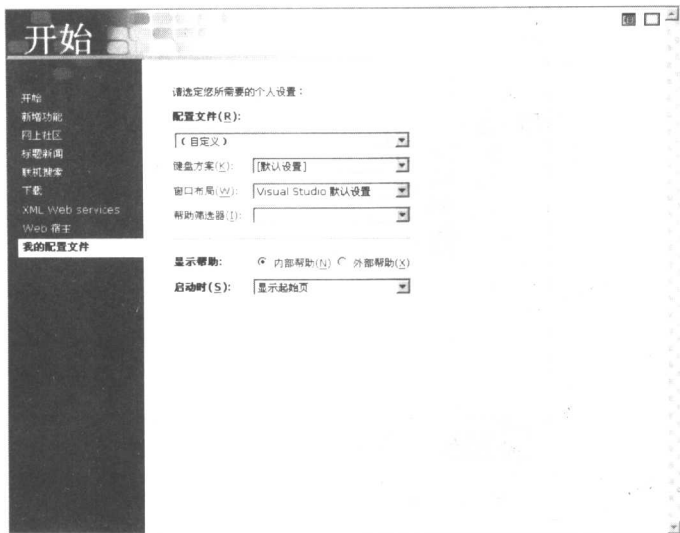 开始
开始
新增功能
网上社区
标题新闻
联机搜索
下载
XML Web services
Web 宿主
我的配置文件
请选定您所需要的个人设置：
配置文件(R):
（自定义）
键盘方案(K): [默认设置]
窗口布局(W): Visual Studio 默认设置
帮助筛选器(I):
显示帮助: 内部帮助(N) 外部帮助(X)
启动时(S): 显示起始页